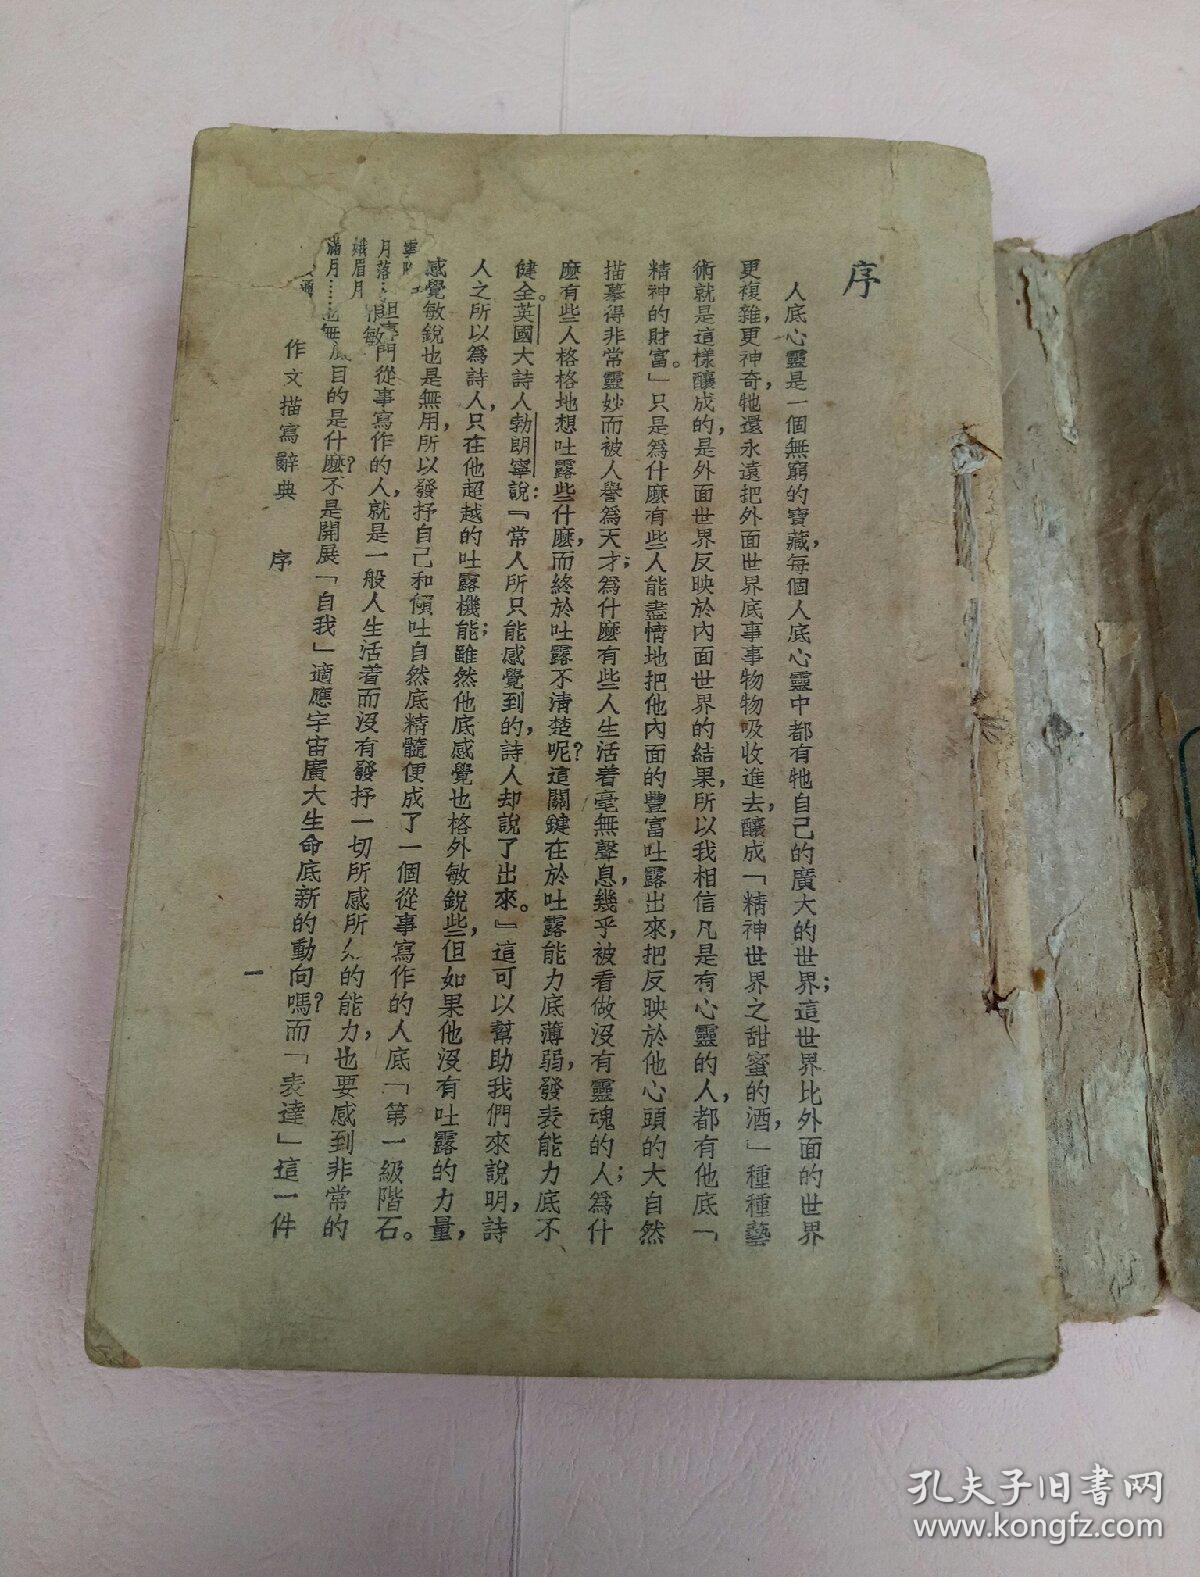 序
人底心靈是一個無窮的寶藏，每個人底心靈中都有牠自己的廣大的世界；這世界比外面的世界
更複雜，更神奇，牠還永遠把外面世界底事事物物吸收進去，釀成「精神世界之甜蜜的酒，」種種藝
術就是這樣釀成的，是外面世界反映於內面世界的結果，所以我相信凡是有心靈的人，都有他底「
精神的財富。」只是爲什麼有些人能盡情地把他內面的豐富吐露出來，把反映於他心頭的大自然
描摹得非常靈妙而被人譽爲天才；爲什麼有些人生活着毫無聲息，幾乎被看做沒有靈魂的人；爲什
麼有些人格格地想吐露些什麼，而終於吐露不清楚呢？這關鍵在於吐露能力底薄弱，發表能力底不
健全。英國大詩人勃朗寧說：「常人所只能感覺到的，詩人却說了出來。」這可以幫助我們來說明，詩
人之所以爲詩人，只在他超越的吐露機能；雖然他底感覺也格外敏銳些，但如果他沒有吐露的力量，
感覺敏銳也是無用，所以發抒自己和傾吐自然底精髓便成了一個從事寫作的人底「第一級階石。
門從事寫作的人，就是一般人生活着而沒有發抒一切所感所 的能力，也要感到非常的
目的是什麼？不是開展「自我」適應宇宙廣大生命底新的動向嗎？而「表達」這一件
月落
娥眉月
滿月……
敏
作文描寫辭典 序
一
孔夫子旧书网
www.kongfz.com